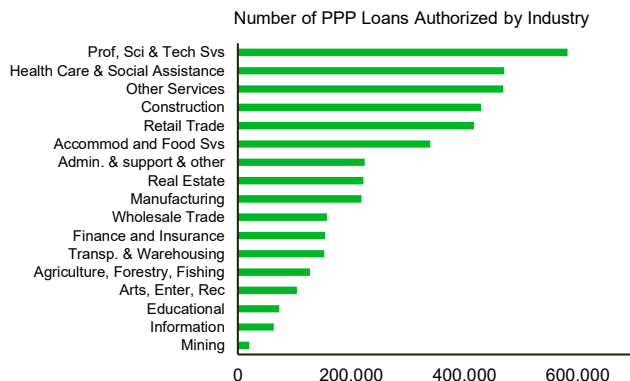 Number of PPP Loans Authorized by Industry
Prof, Sci & Tech Svs
Health Care & Social Assistance
Other Services
Construction
Retail Trade
Accommod and Food Svs
Admin. & support & other
Real Estate
Manufacturing
Wholesale Trade
Finance and Insurance
Transp. & Warehousing
Agriculture, Forestry, Fishing
Arts, Enter, Rec
Educational
Information
Mining
0 200,000 400,000 600,000